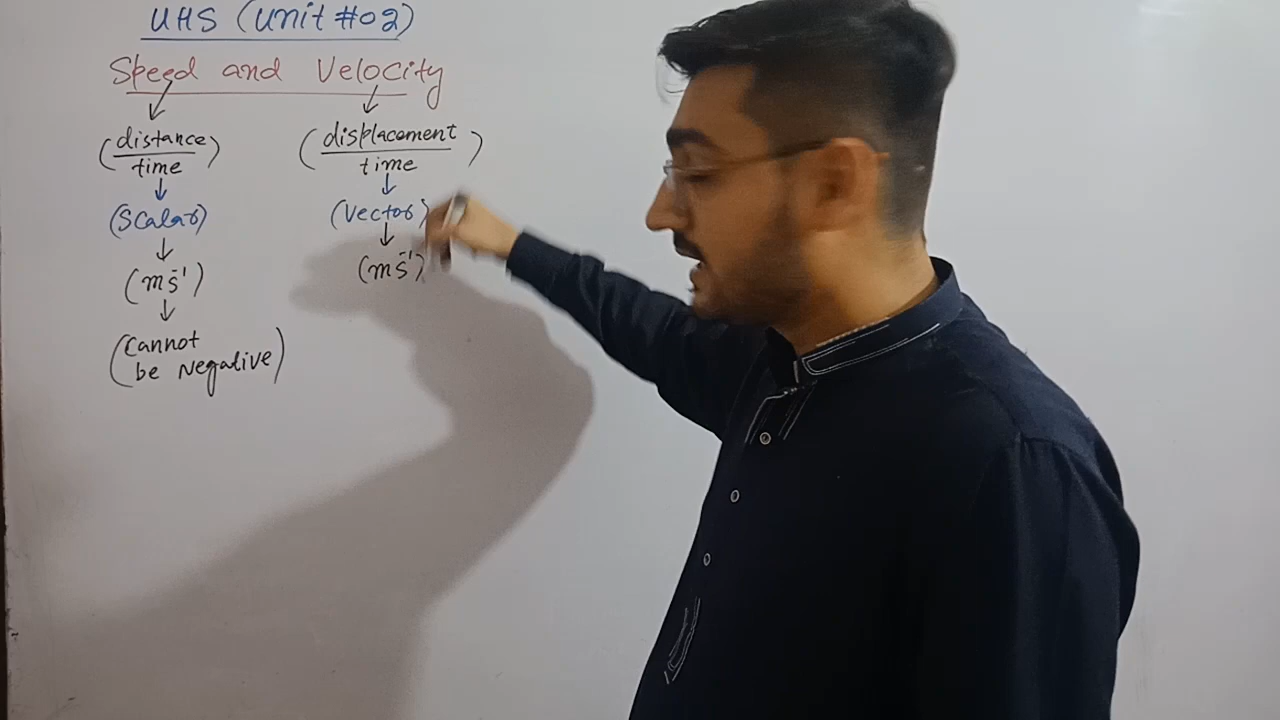 UHS (Unit #02)
Speed and Velocity
(distance/time) (displacement/time)
(Scalar) (Vector)
(ms⁻¹) (ms⁻¹)
(Cannot
be Negative)